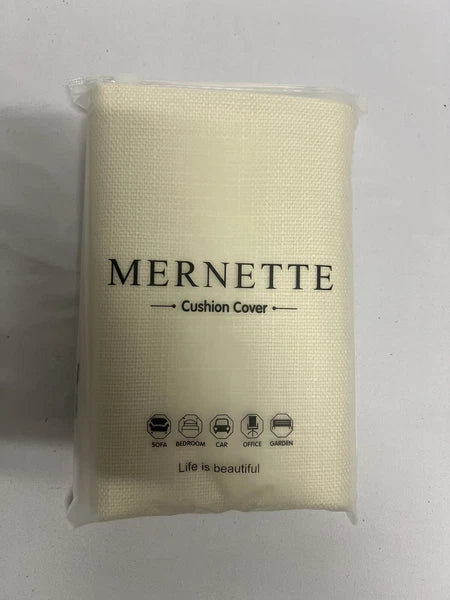 MERNETTE
Cushion Cover
SOFA BEDROOM CAR OFFICE GARDEN
Life is beautiful